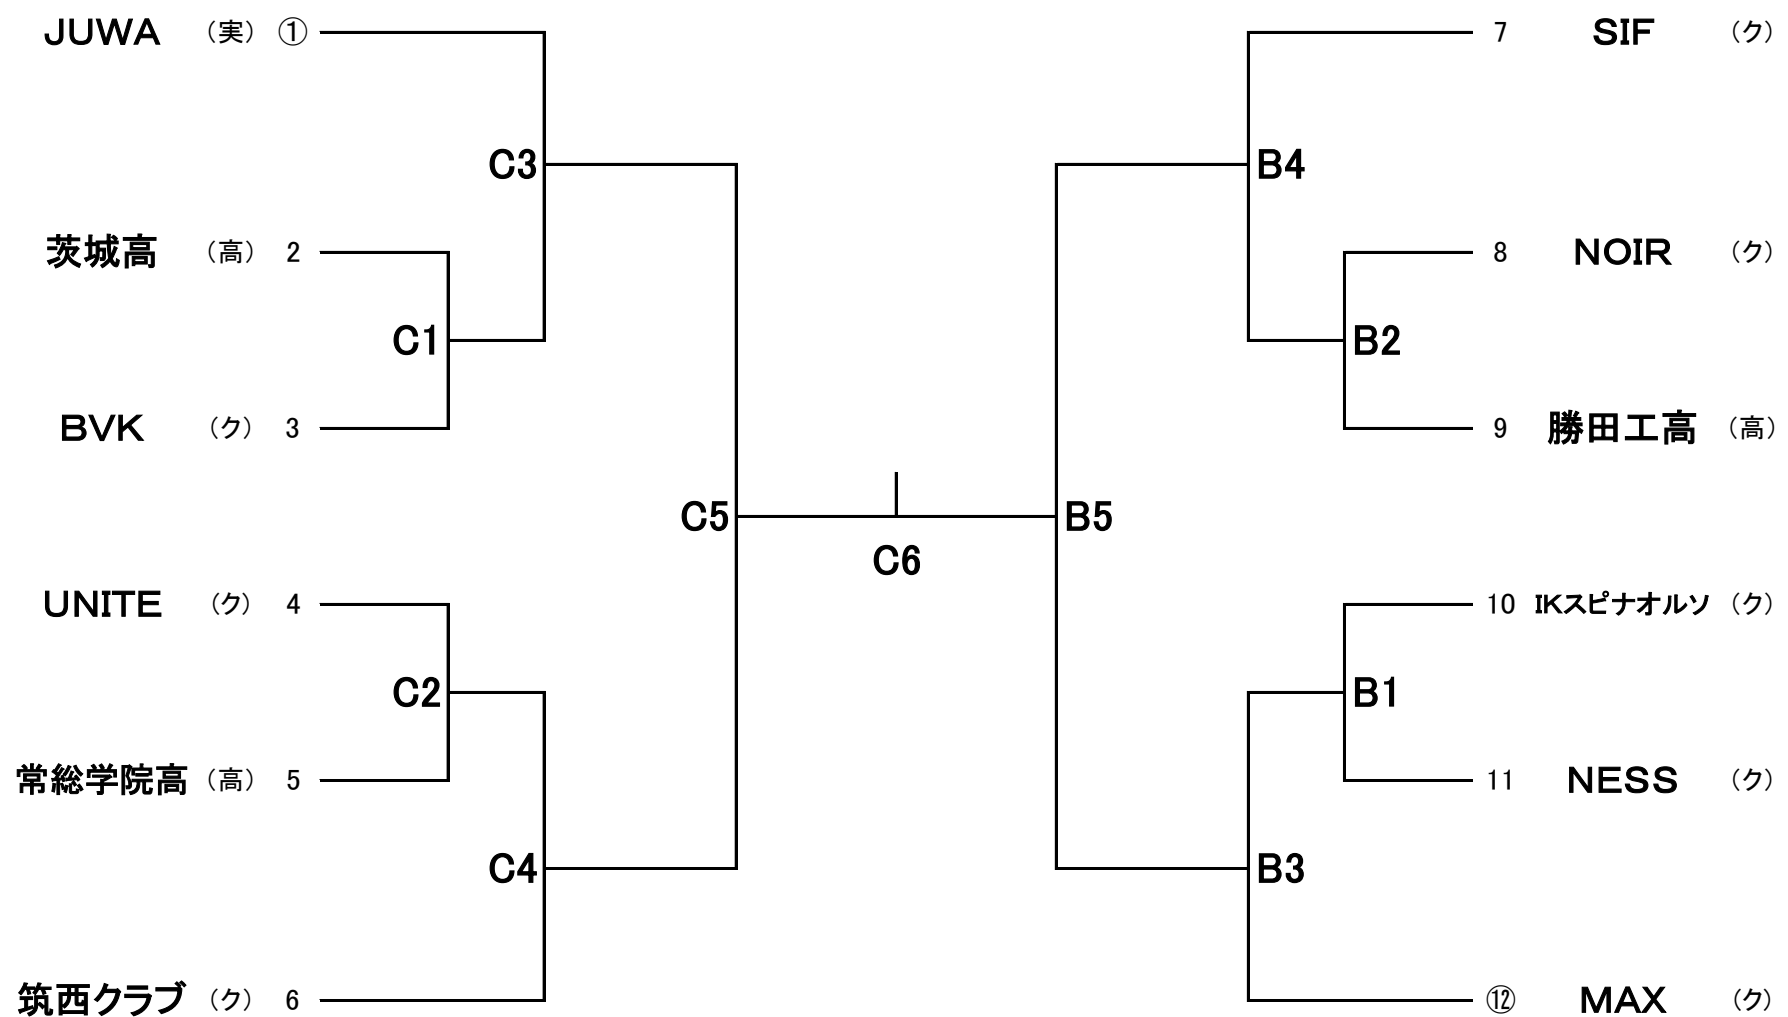 JUWA （実） ①
7 SIF （ク）
C3
B4
茨城高 （高） 2
8 NOIR （ク）
C1
B2
BVK （ク） 3
9 勝田工高 （高）
C5
B5
C6
UNITE （ク） 4
10 IKスピナオルソ （ク）
C2
B1
常総学院高 （高） 5
11 NESS （ク）
C4
B3
筑西クラブ （ク） 6
⑫ MAX （ク）